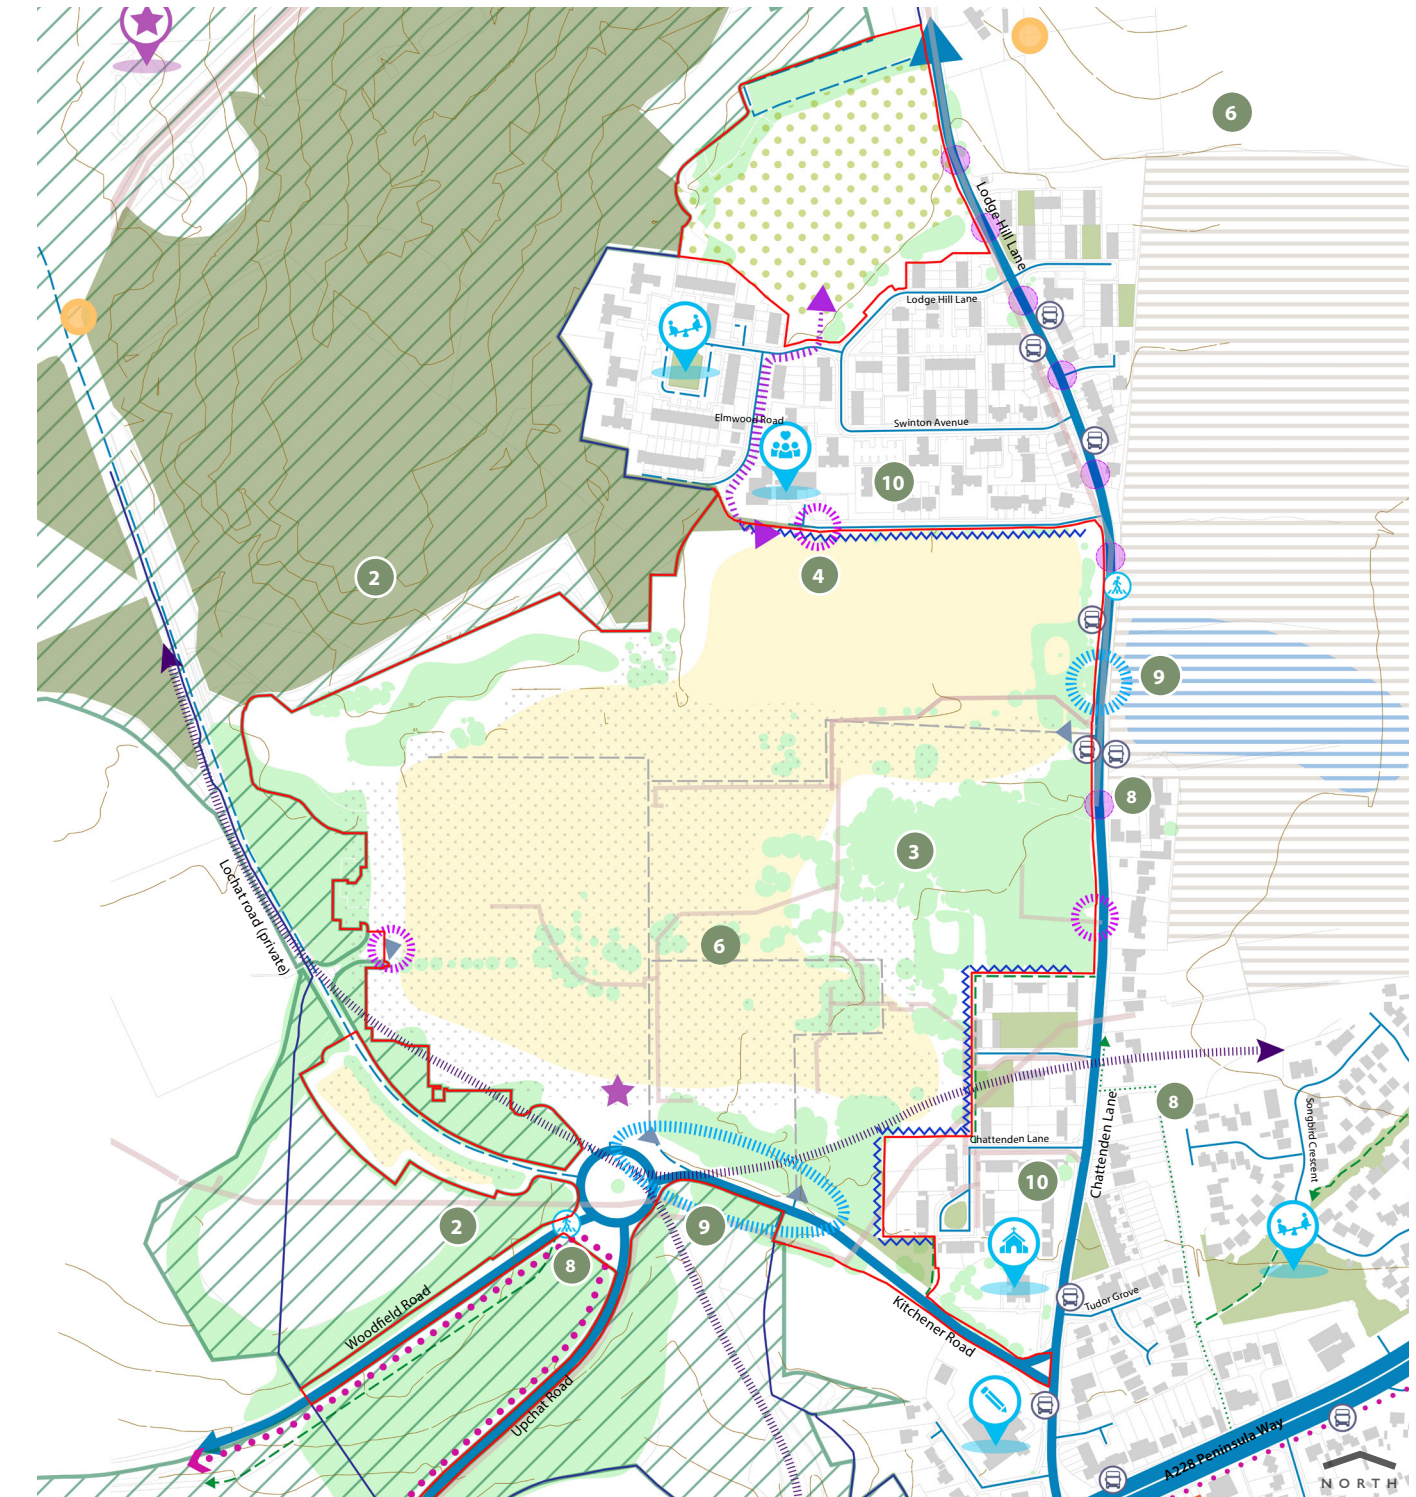 6
Lodge Hill Lane
Lodge Hill Lane
Elmwood Road
Swinton Avenue
10
2
4
9
8
3
Lochat road (private)
6
8
Songbird Crescent
Chattenden Lane
Chattenden Lane
10
2
9
8
Woodfield Road
Upchat Road
Kitchener Road
Tudor Grove
A228 Peninsula Way
NORTH